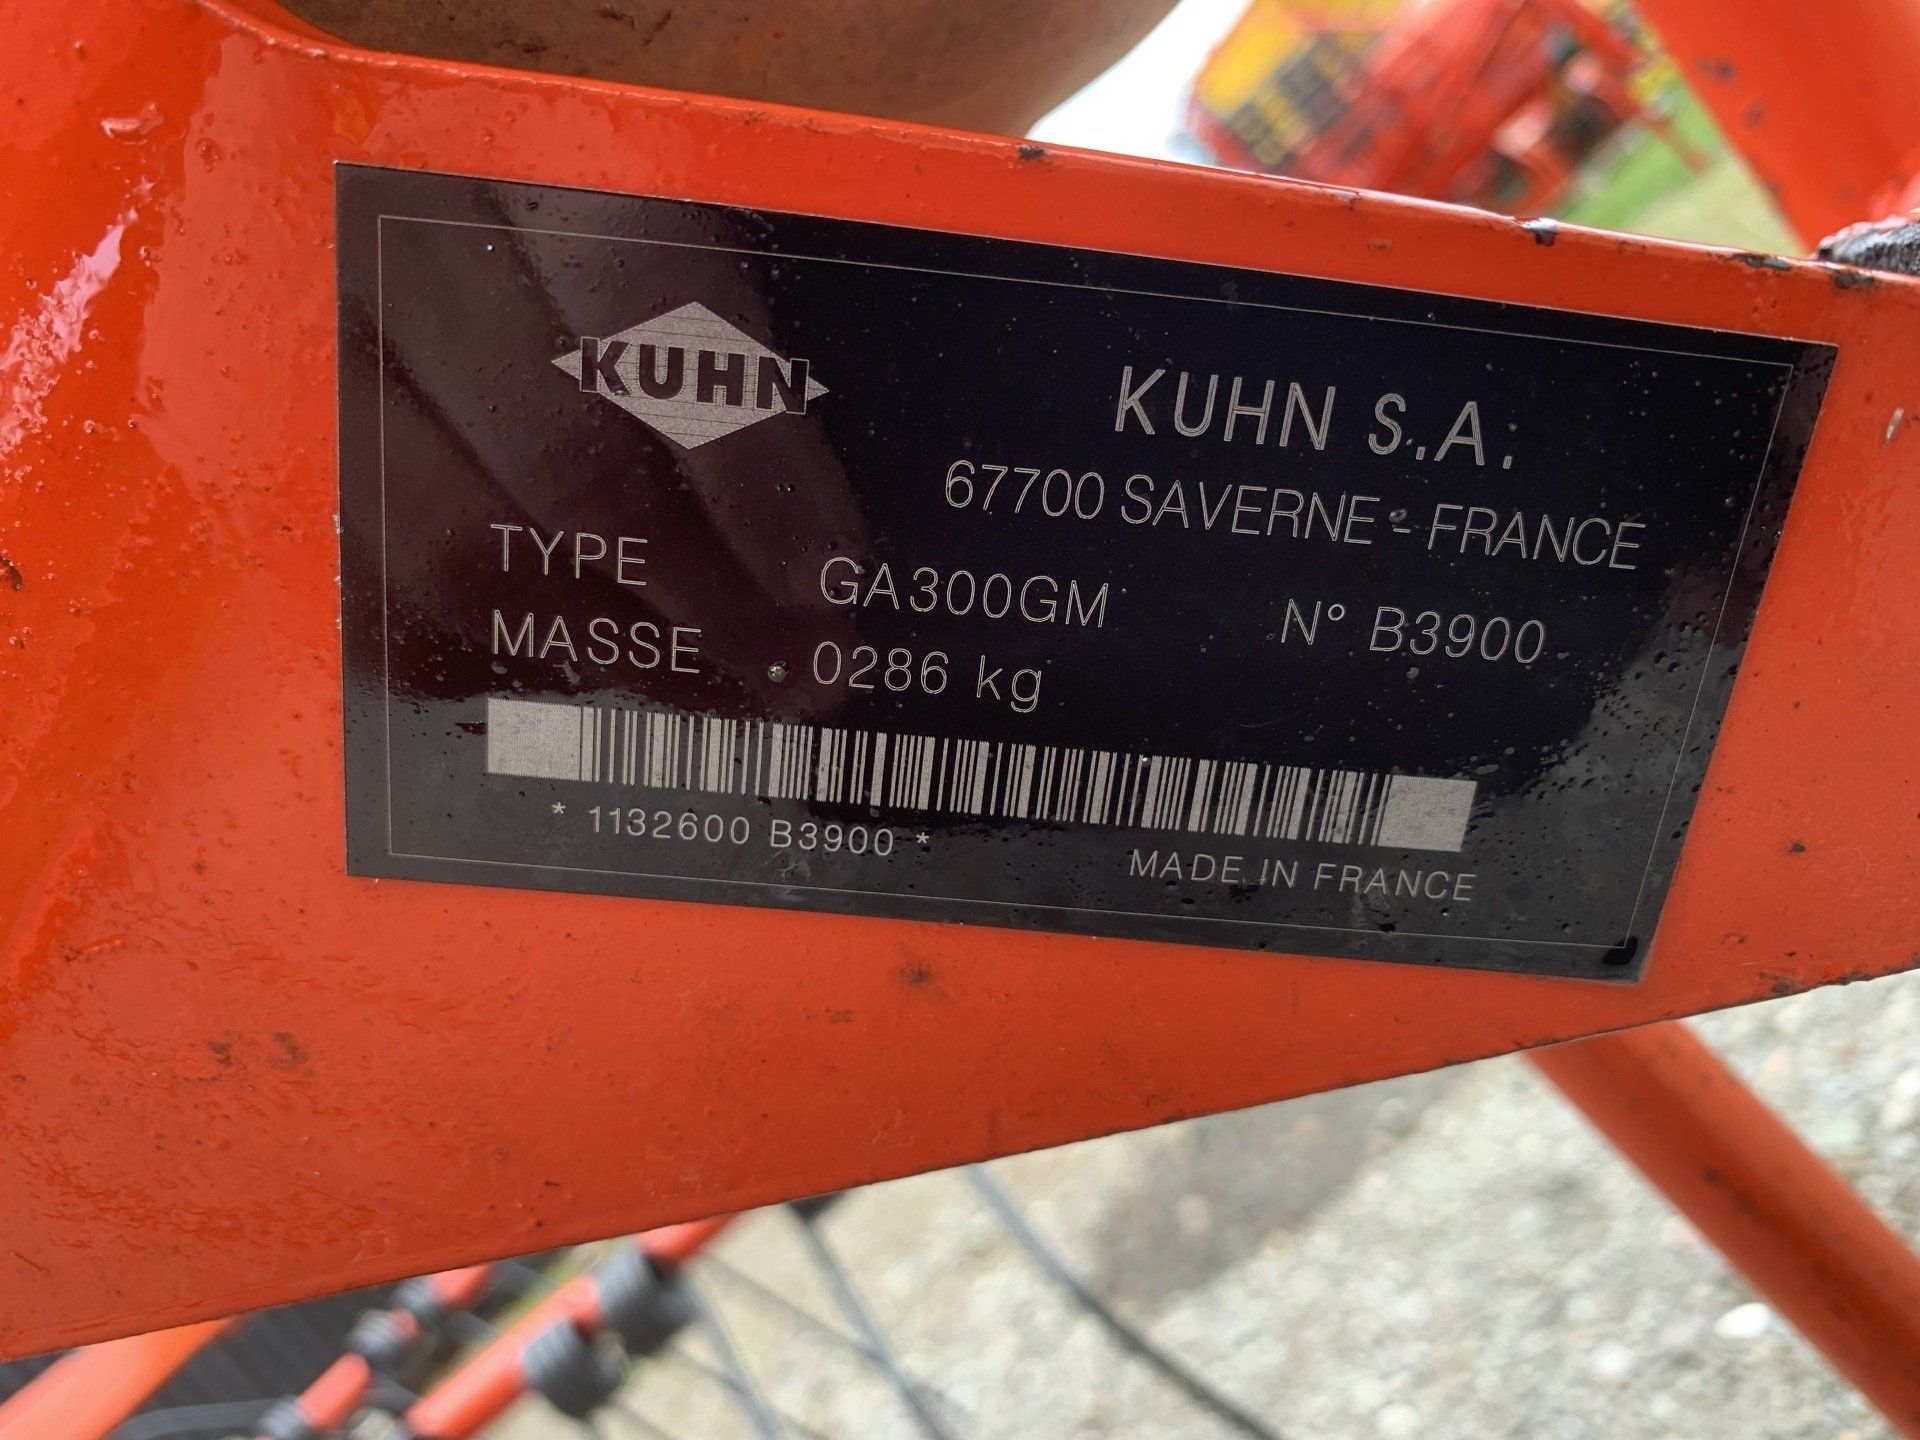 KUHN
KUHN S.A.
67700 SAVERNE - FRANCE
TYPE GA300GM N° B3900
MASSE 0286 kg
* 1132600 B3900 *
MADE IN FRANCE